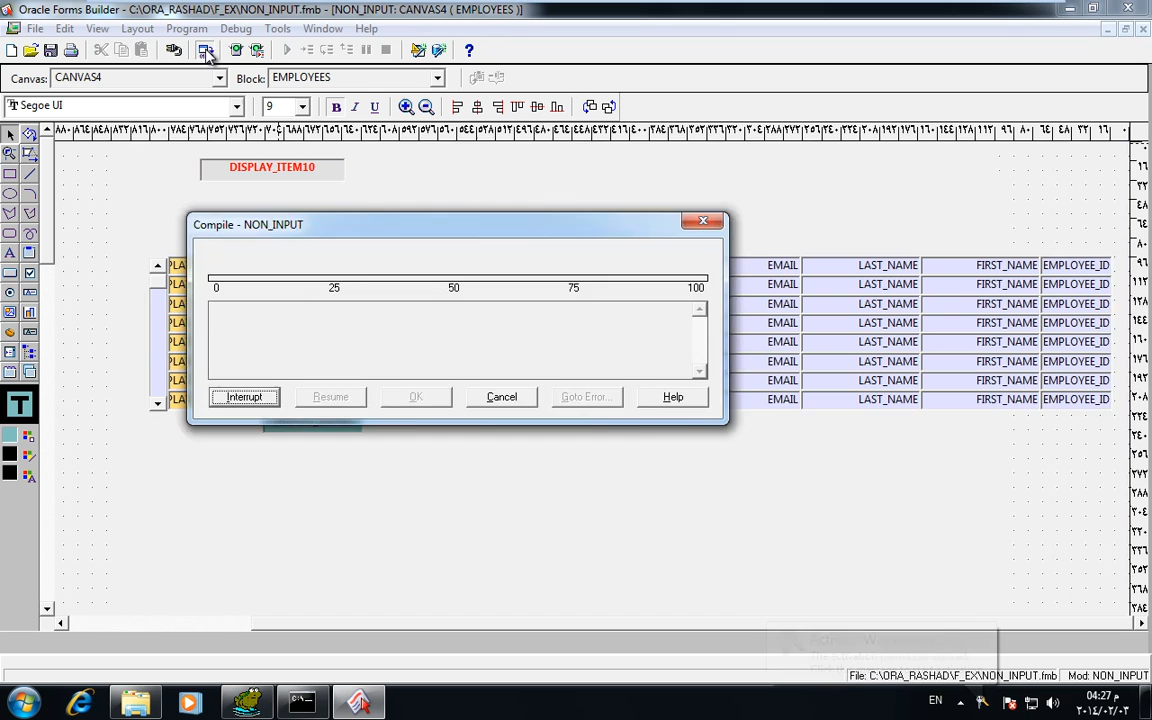 Oracle Forms Builder - C:\ORA_RASHAD\F_EX\NON_INPUT.fmb - [NON_INPUT: CANVAS4 ( EMPLOYEES )]
File Edit View Layout Program Debug Tools Window Help
Canvas: CANVAS4 Block: EMPLOYEES
Segoe UI 9 B I U
DISPLAY_ITEM10
Compile - NON_INPUT
0 25 50 75 100
Interrupt Resume OK Cancel Goto Error... Help
EMAIL LAST_NAME FIRST_NAME EMPLOYEE_ID
EMAIL LAST_NAME FIRST_NAME EMPLOYEE_ID
EMAIL LAST_NAME FIRST_NAME EMPLOYEE_ID
EMAIL LAST_NAME FIRST_NAME EMPLOYEE_ID
EMAIL LAST_NAME FIRST_NAME EMPLOYEE_ID
EMAIL LAST_NAME FIRST_NAME EMPLOYEE_ID
EMAIL LAST_NAME FIRST_NAME EMPLOYEE_ID
EMAIL LAST_NAME FIRST_NAME EMPLOYEE_ID
File: C:\ORA_RASHAD\F_EX\NON_INPUT.fmb Mod: NON_INPUT
EN
04:27 م
٢٠١٤/٠٢/٠٣